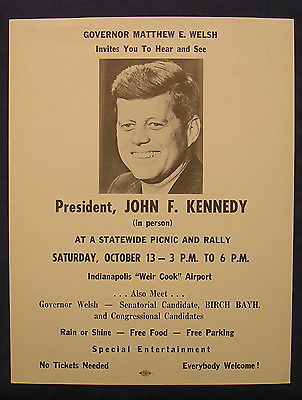 GOVERNOR MATTHEW E. WELSH
Invites You To Hear and See
President, JOHN F. KENNEDY
(in person)
AT A STATEWIDE PICNIC AND RALLY
SATURDAY, OCTOBER 13 — 3 P.M. TO 6 P.M.
Indianapolis "Weir Cook" Airport
. . . Also Meet . . .
Governor Welsh — Senatorial Candidate, BIRCH BAYH,
and Congressional Candidates
Rain or Shine — Free Food — Free Parking
Special Entertainment
No Tickets Needed Everybody Welcome!